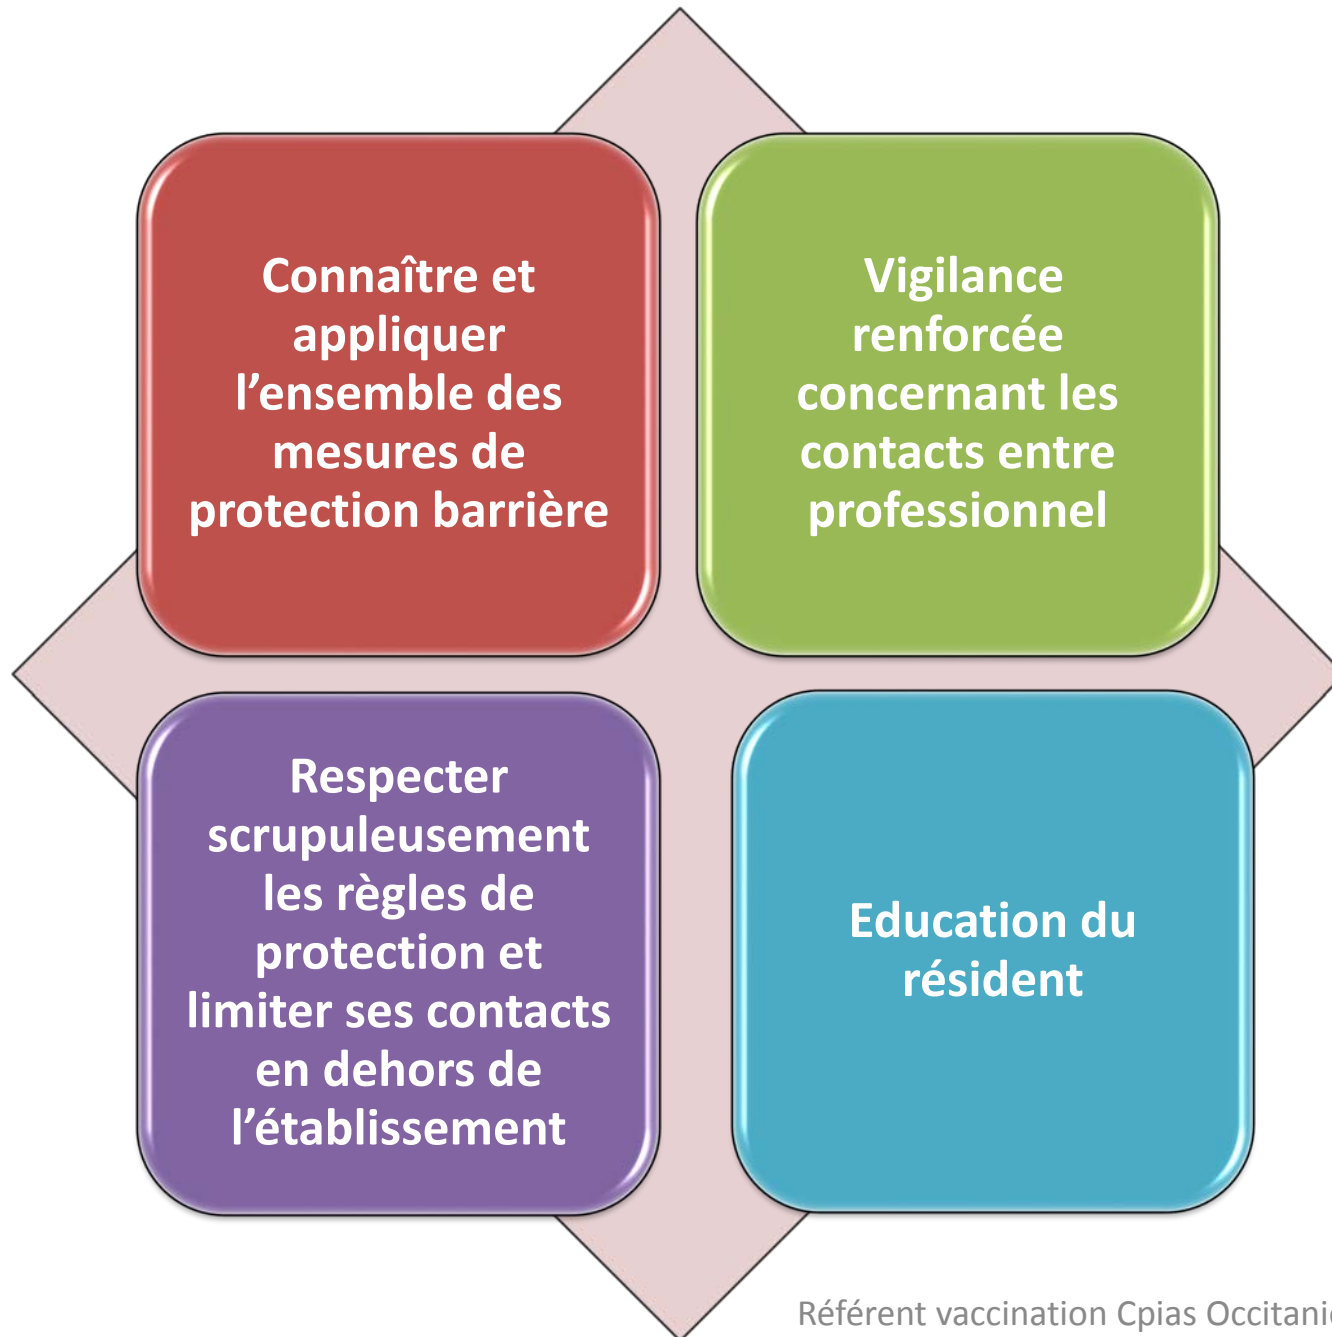 Connaître et
appliquer
l’ensemble des
mesures de
protection barrière
Vigilance
renforcée
concernant les
contacts entre
professionnel
Respecter
scrupuleusement
les règles de
protection et
limiter ses contacts
en dehors de
l’établissement
Education du
résident
Référent vaccination Cpias Occitanie